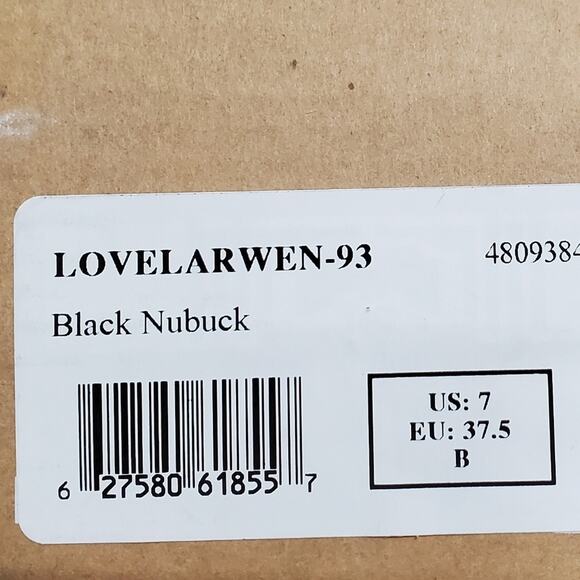 LOVELARWEN-93 4809384
Black Nubuck
US: 7
EU: 37.5
B
6 27580 61855 7